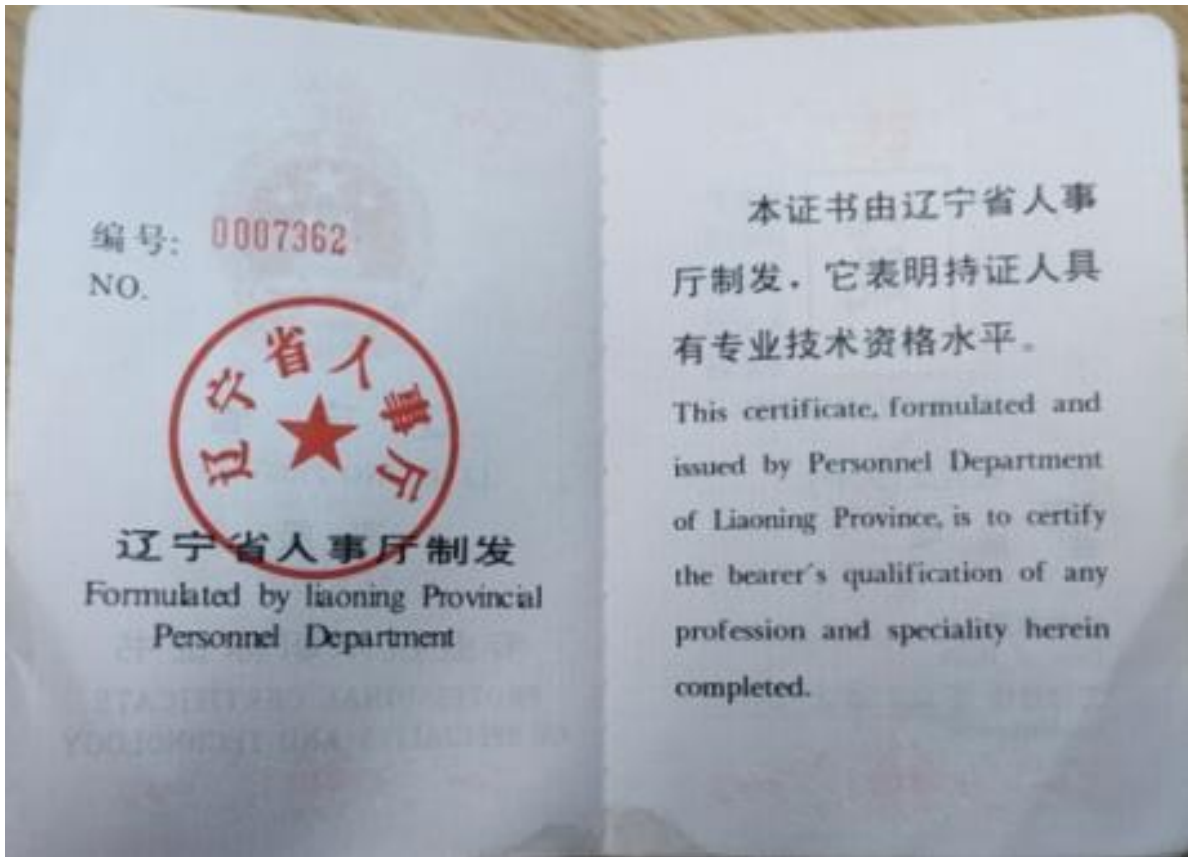 编号: 0007362
NO.
辽宁省人事厅
辽宁省人事厅制发
Formulated by liaoning Provincial
Personnel Department
本证书由辽宁省人事
厅制发，它表明持证人具
有专业技术资格水平。
This certificate, formulated and
issued by Personnel Department
of Liaoning Province, is to certify
the bearer's qualification of any
profession and speciality herein
completed.